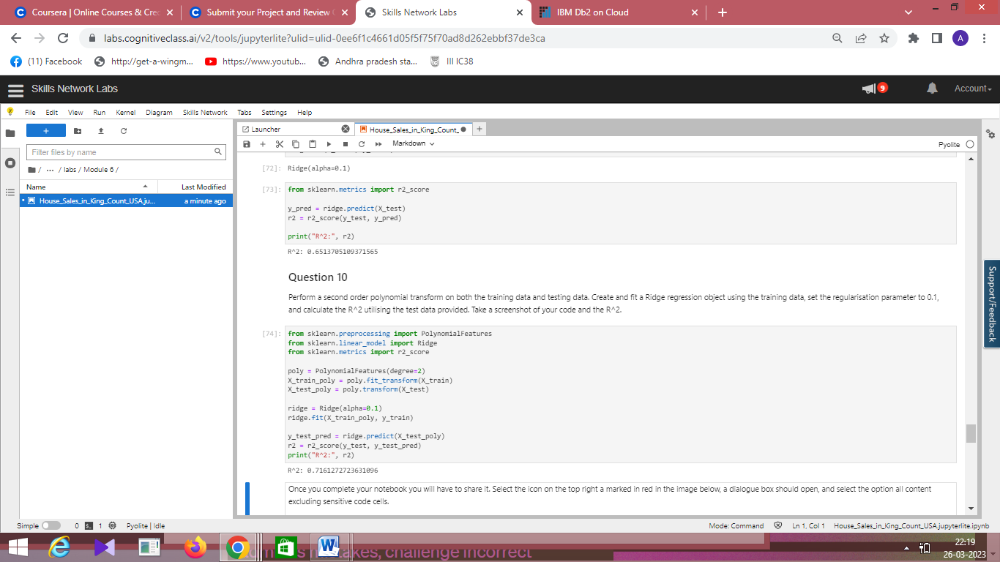 Coursera | Online Courses & Cre
Submit your Project and Review
Skills Network Labs
IBM Db2 on Cloud
labs.cognitiveclass.ai/v2/tools/jupyterlite?ulid=ulid-0ee6f1c4661d05f5f75f70ad8d262ebbf37de3ca
A
(11) Facebook
http://get-a-wingm...
https://www.youtub...
Andhra pradesh sta...
III IC38
Skills Network Labs
9
Account
File Edit View Run Kernel Diagram Skills Network Tabs Settings Help
Launcher
House_Sales_in_King_Count_
Filter files by name
Markdown
Pyolite
/ ... / labs / Module 6 /
Name
Last Modified
House_Sales_in_King_Count_USA.ju...
a minute ago
[72]: Ridge(alpha=0.1)
[73]: from sklearn.metrics import r2_score
y_pred = ridge.predict(X_test)
r2 = r2_score(y_test, y_pred)
print("R^2:", r2)
R^2: 0.6513705109371565
Question 10
Perform a second order polynomial transform on both the training data and testing data. Create and fit a Ridge regression object using the training data, set the regularisation parameter to 0.1,
and calculate the R^2 utilising the test data provided. Take a screenshot of your code and the R^2.
[74]: from sklearn.preprocessing import PolynomialFeatures
from sklearn.linear_model import Ridge
from sklearn.metrics import r2_score
poly = PolynomialFeatures(degree=2)
X_train_poly = poly.fit_transform(X_train)
X_test_poly = poly.transform(X_test)
ridge = Ridge(alpha=0.1)
ridge.fit(X_train_poly, y_train)
y_test_pred = ridge.predict(X_test_poly)
r2 = r2_score(y_test, y_test_pred)
print("R^2:", r2)
R^2: 0.7161272723631096
Once you complete your notebook you will have to share it. Select the icon on the top right a marked in red in the image below, a dialogue box should open, and select the option all content
excluding sensitive code cells.
Support/Feedback
Simple
0
1
Pyolite | Idle
Mode: Command
Ln 1, Col 1
House_Sales_in_King_Count_USA.jupyterlite.ipynb
challenge incorrect
22:19
26-03-2023